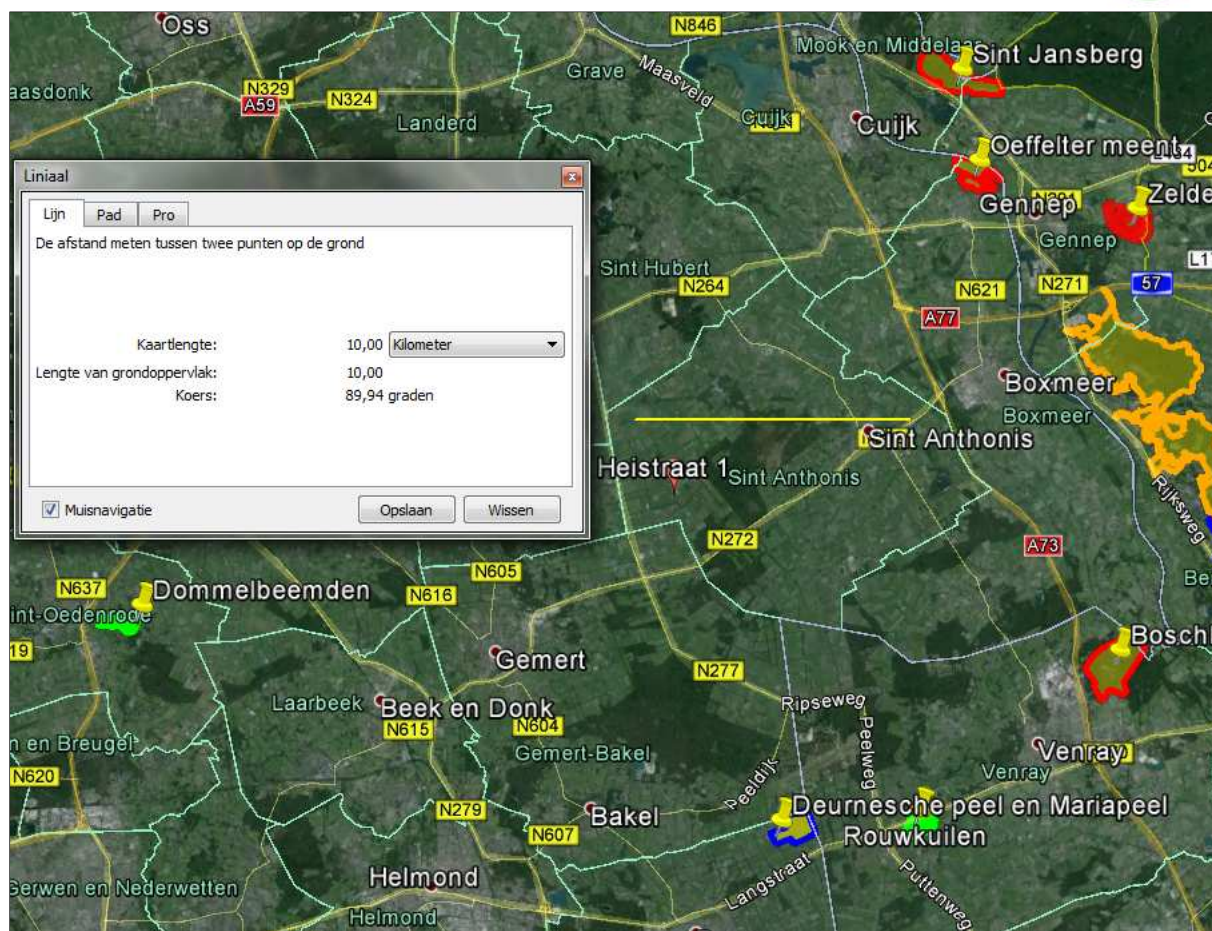 Oss
N846
Mook en Middelaar
Sint Jansberg
Grave
Maasveld
aasdonk
N329
A59
N324
Landerd
Cuijk
Cuijk
Oeffelter meent
504
Gennep
Zelde
Gennep
L1
Sint Hubert
N264
N621
N271
57
A77
Boxmeer
Boxmeer
Sint Anthonis
Heistraat 1
Sint Anthonis
Rijksweg
N272
A73
Be
Liniaal
Lijn
Pad
Pro
De afstand meten tussen twee punten op de grond
Kaartlengte: 10,00 Kilometer
Lengte van grondoppervlak: 10,00
Koers: 89,94 graden
Muisnavigatie
Opslaan
Wissen
N637
Dommelbeemden
N605
N616
int-Oedenrode
19
Gemert
Boschh
N277
Laarbeek
Beek en Donk
Ripseweg
N615
N604
Peelweg
n en Breugel
Gemert-Bakel
Venray
Venray
N620
Peeldijk
N279
Bakel
Deurnesche peel en Mariapeel
N607
Rouwkuilen
Helmond
Langstraat
Puttenweg
Gerwen en Nederwetten
Helmond